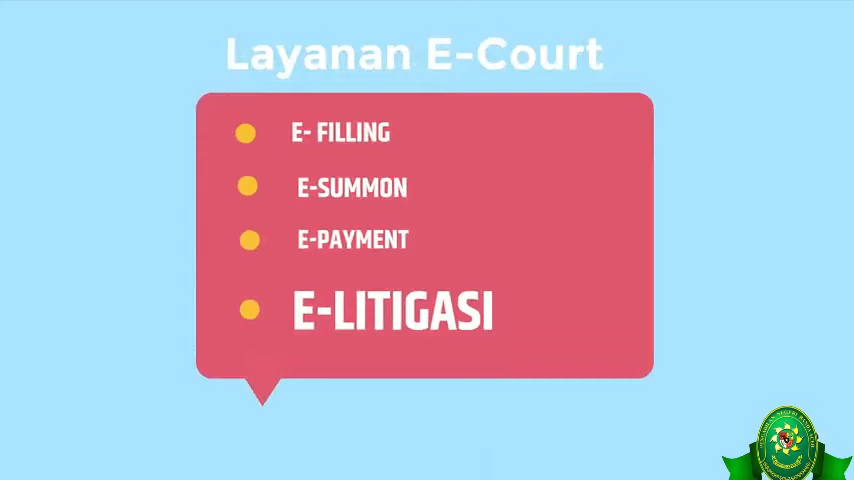 Layanan E-Court
E- FILLING
E-SUMMON
E-PAYMENT
E-LITIGASI